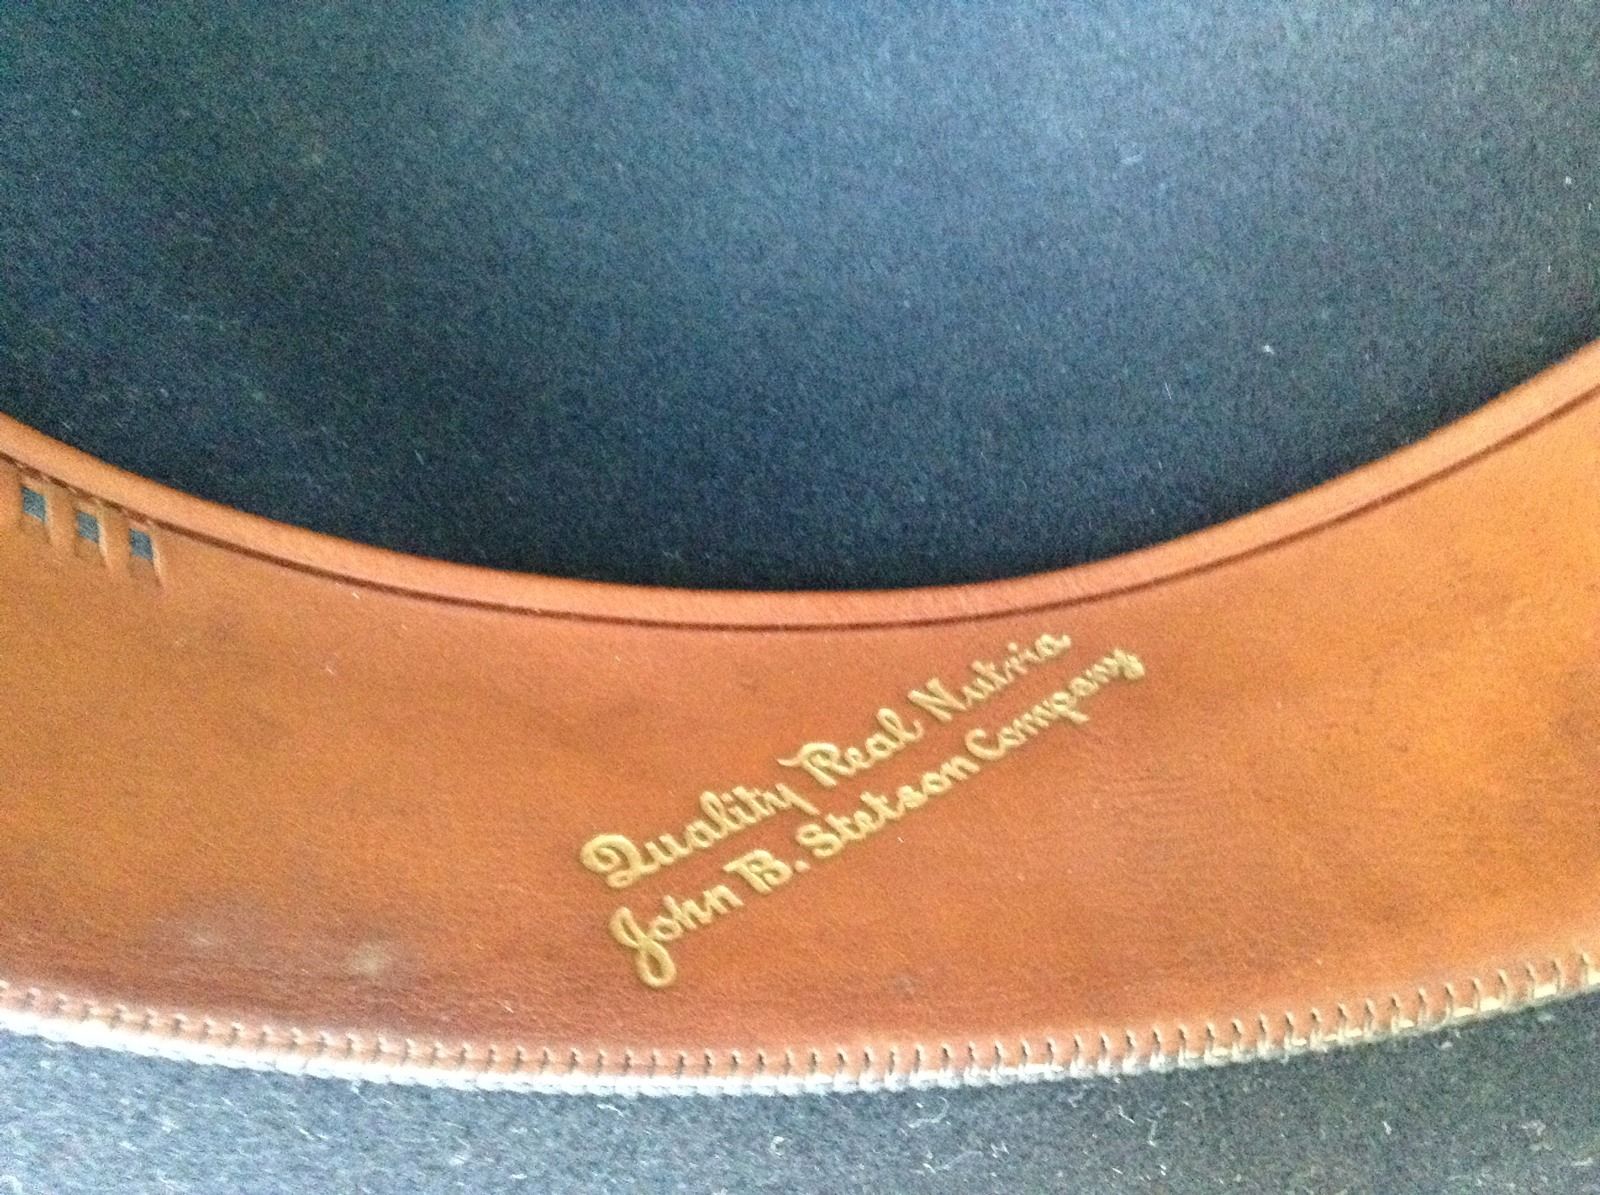 Quality Real Nutria
John B. Stetson Company